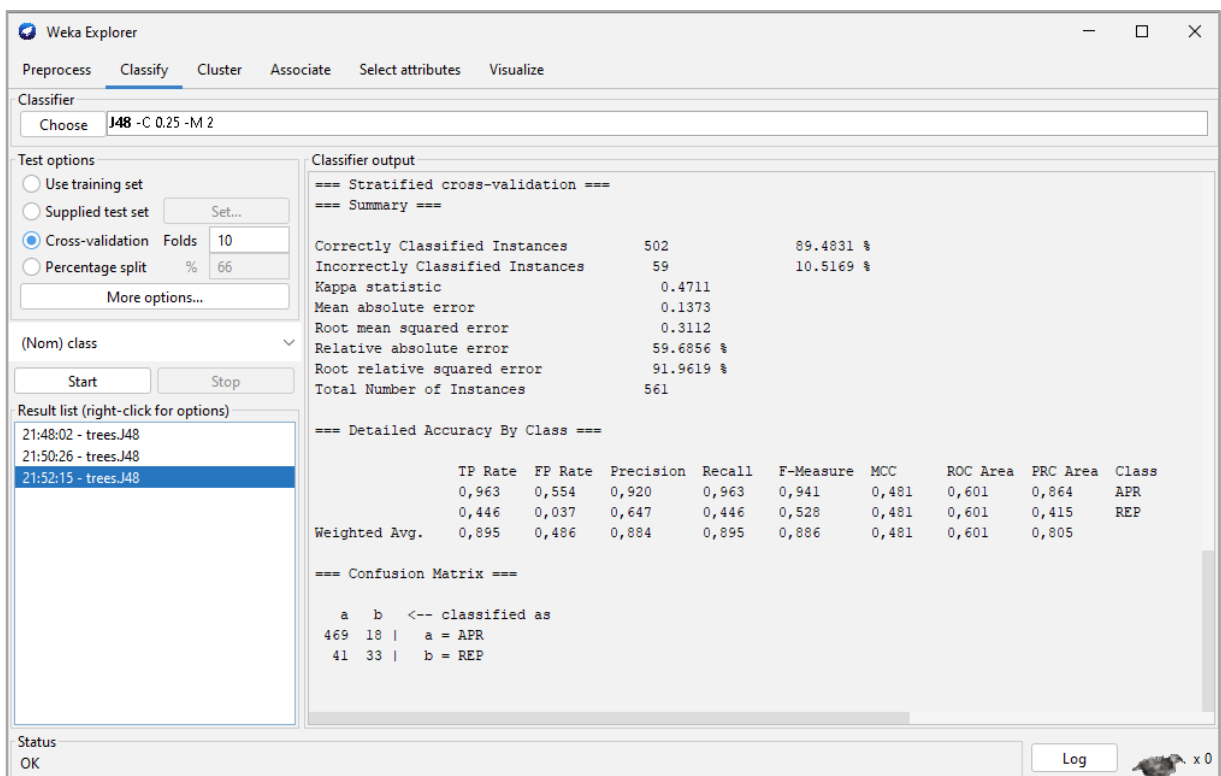 Weka Explorer
Preprocess Classify Cluster Associate Select attributes Visualize
Classifier
Choose J48 -C 0.25 -M 2
Test options
Use training set
Supplied test set Set...
Cross-validation Folds 10
Percentage split % 66
More options...
(Nom) class
Start Stop
Result list (right-click for options)
21:48:02 - trees.J48
21:50:26 - trees.J48
21:52:15 - trees.J48
Classifier output
=== Stratified cross-validation ===
=== Summary ===
Correctly Classified Instances 502 89.4831 %
Incorrectly Classified Instances 59 10.5169 %
Kappa statistic 0.4711
Mean absolute error 0.1373
Root mean squared error 0.3112
Relative absolute error 59.6856 %
Root relative squared error 91.9619 %
Total Number of Instances 561
=== Detailed Accuracy By Class ===
TP Rate FP Rate Precision Recall F-Measure MCC ROC Area PRC Area Class
0,963 0,554 0,920 0,963 0,941 0,481 0,601 0,864 APR
0,446 0,037 0,647 0,446 0,528 0,481 0,601 0,415 REP
Weighted Avg. 0,895 0,486 0,884 0,895 0,886 0,481 0,601 0,805
=== Confusion Matrix ===
a b <-- classified as
469 18 | a = APR
41 33 | b = REP
Status
OK
Log x 0